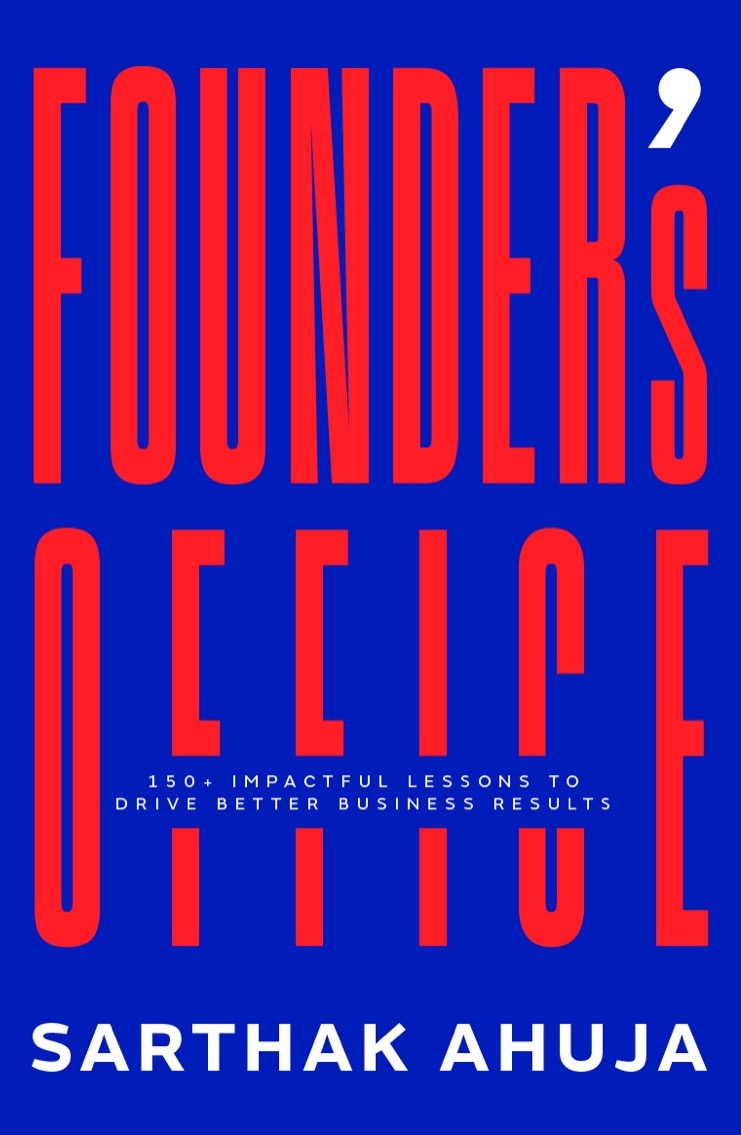 FOUNDER’s
OFFICE
150+ IMPACTFUL LESSONS TO
DRIVE BETTER BUSINESS RESULTS
SARTHAK AHUJA